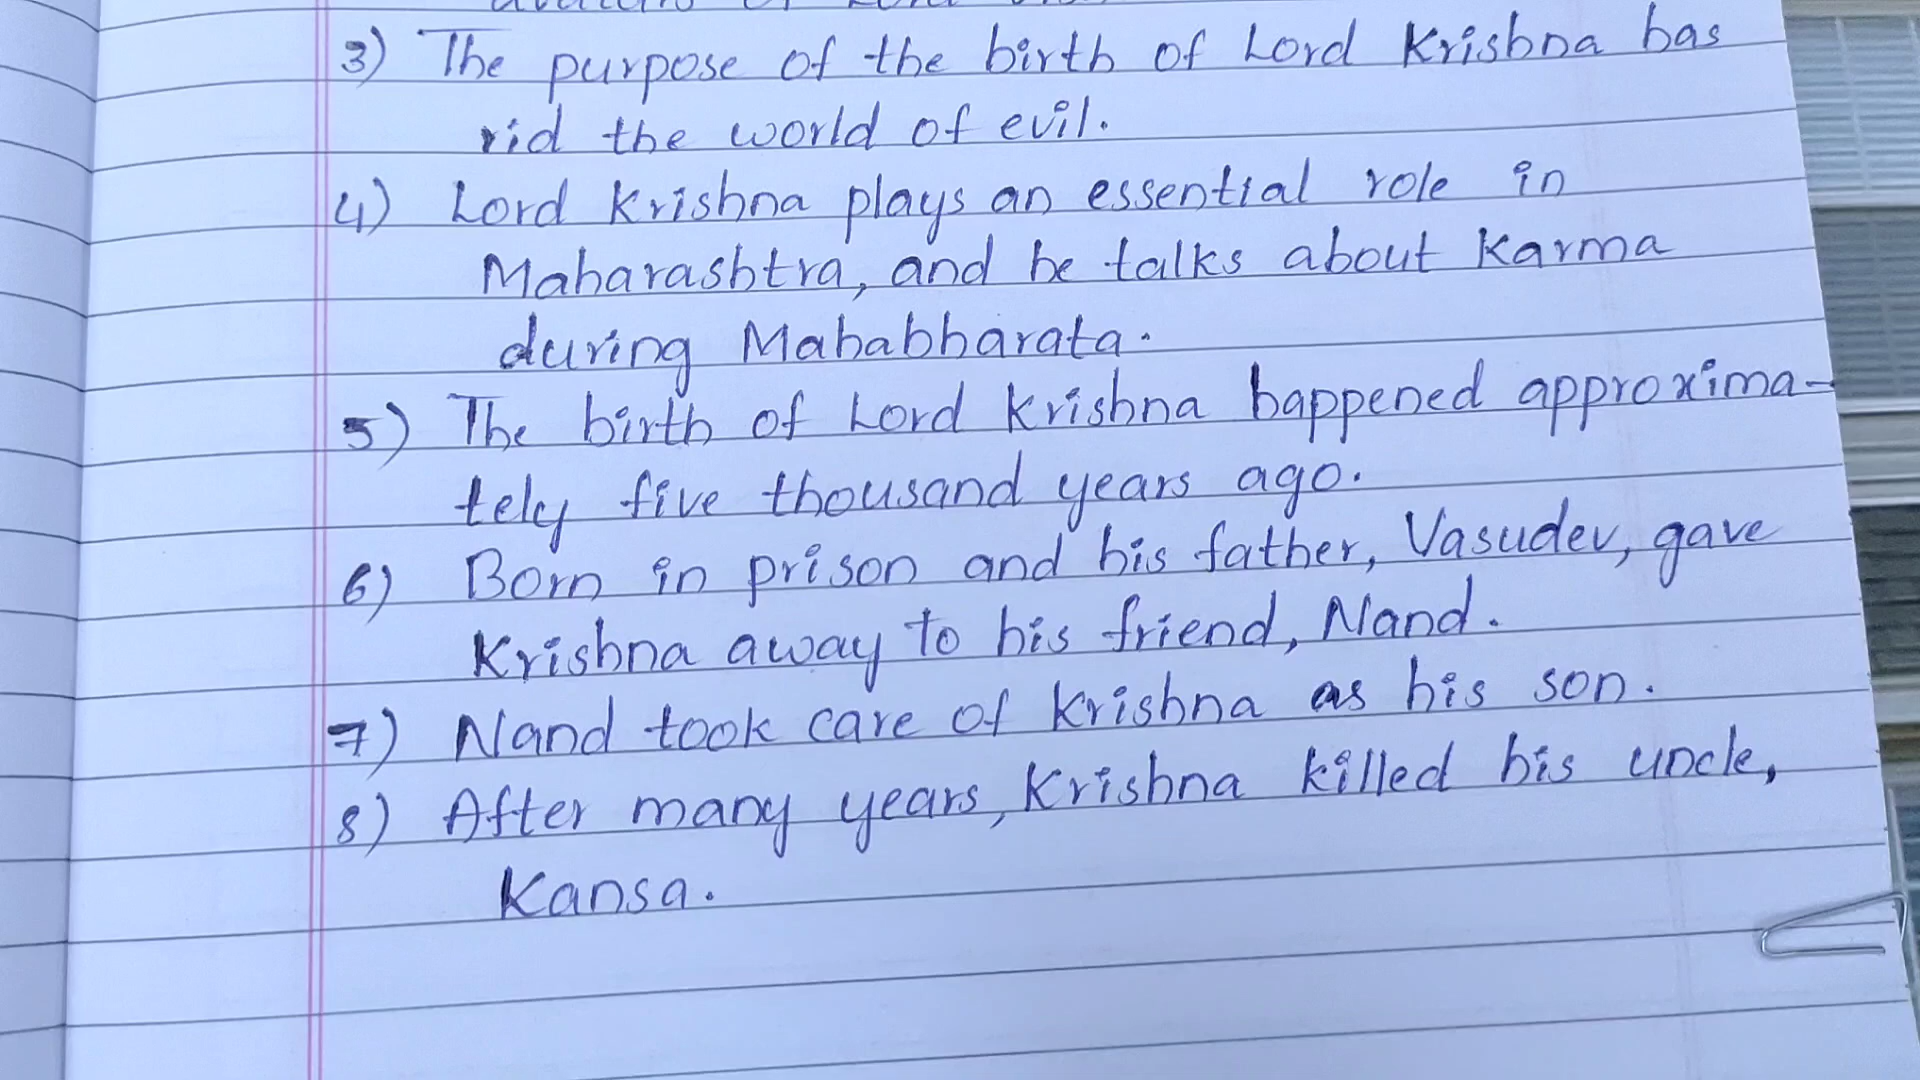 3) The purpose of the birth of Lord Krishna has
rid the world of evil.
4) Lord Krishna plays an essential role in
Maharashtra, and he talks about Karma
during Mahabharata.
5) The birth of Lord Krishna happened approxima-
tely five thousand years ago.
6) Born in prison and his father, Vasudev, gave
Krishna away to his friend, Nand.
7) Nand took care of Krishna as his son.
8) After many years, Krishna killed his uncle,
Kansa.